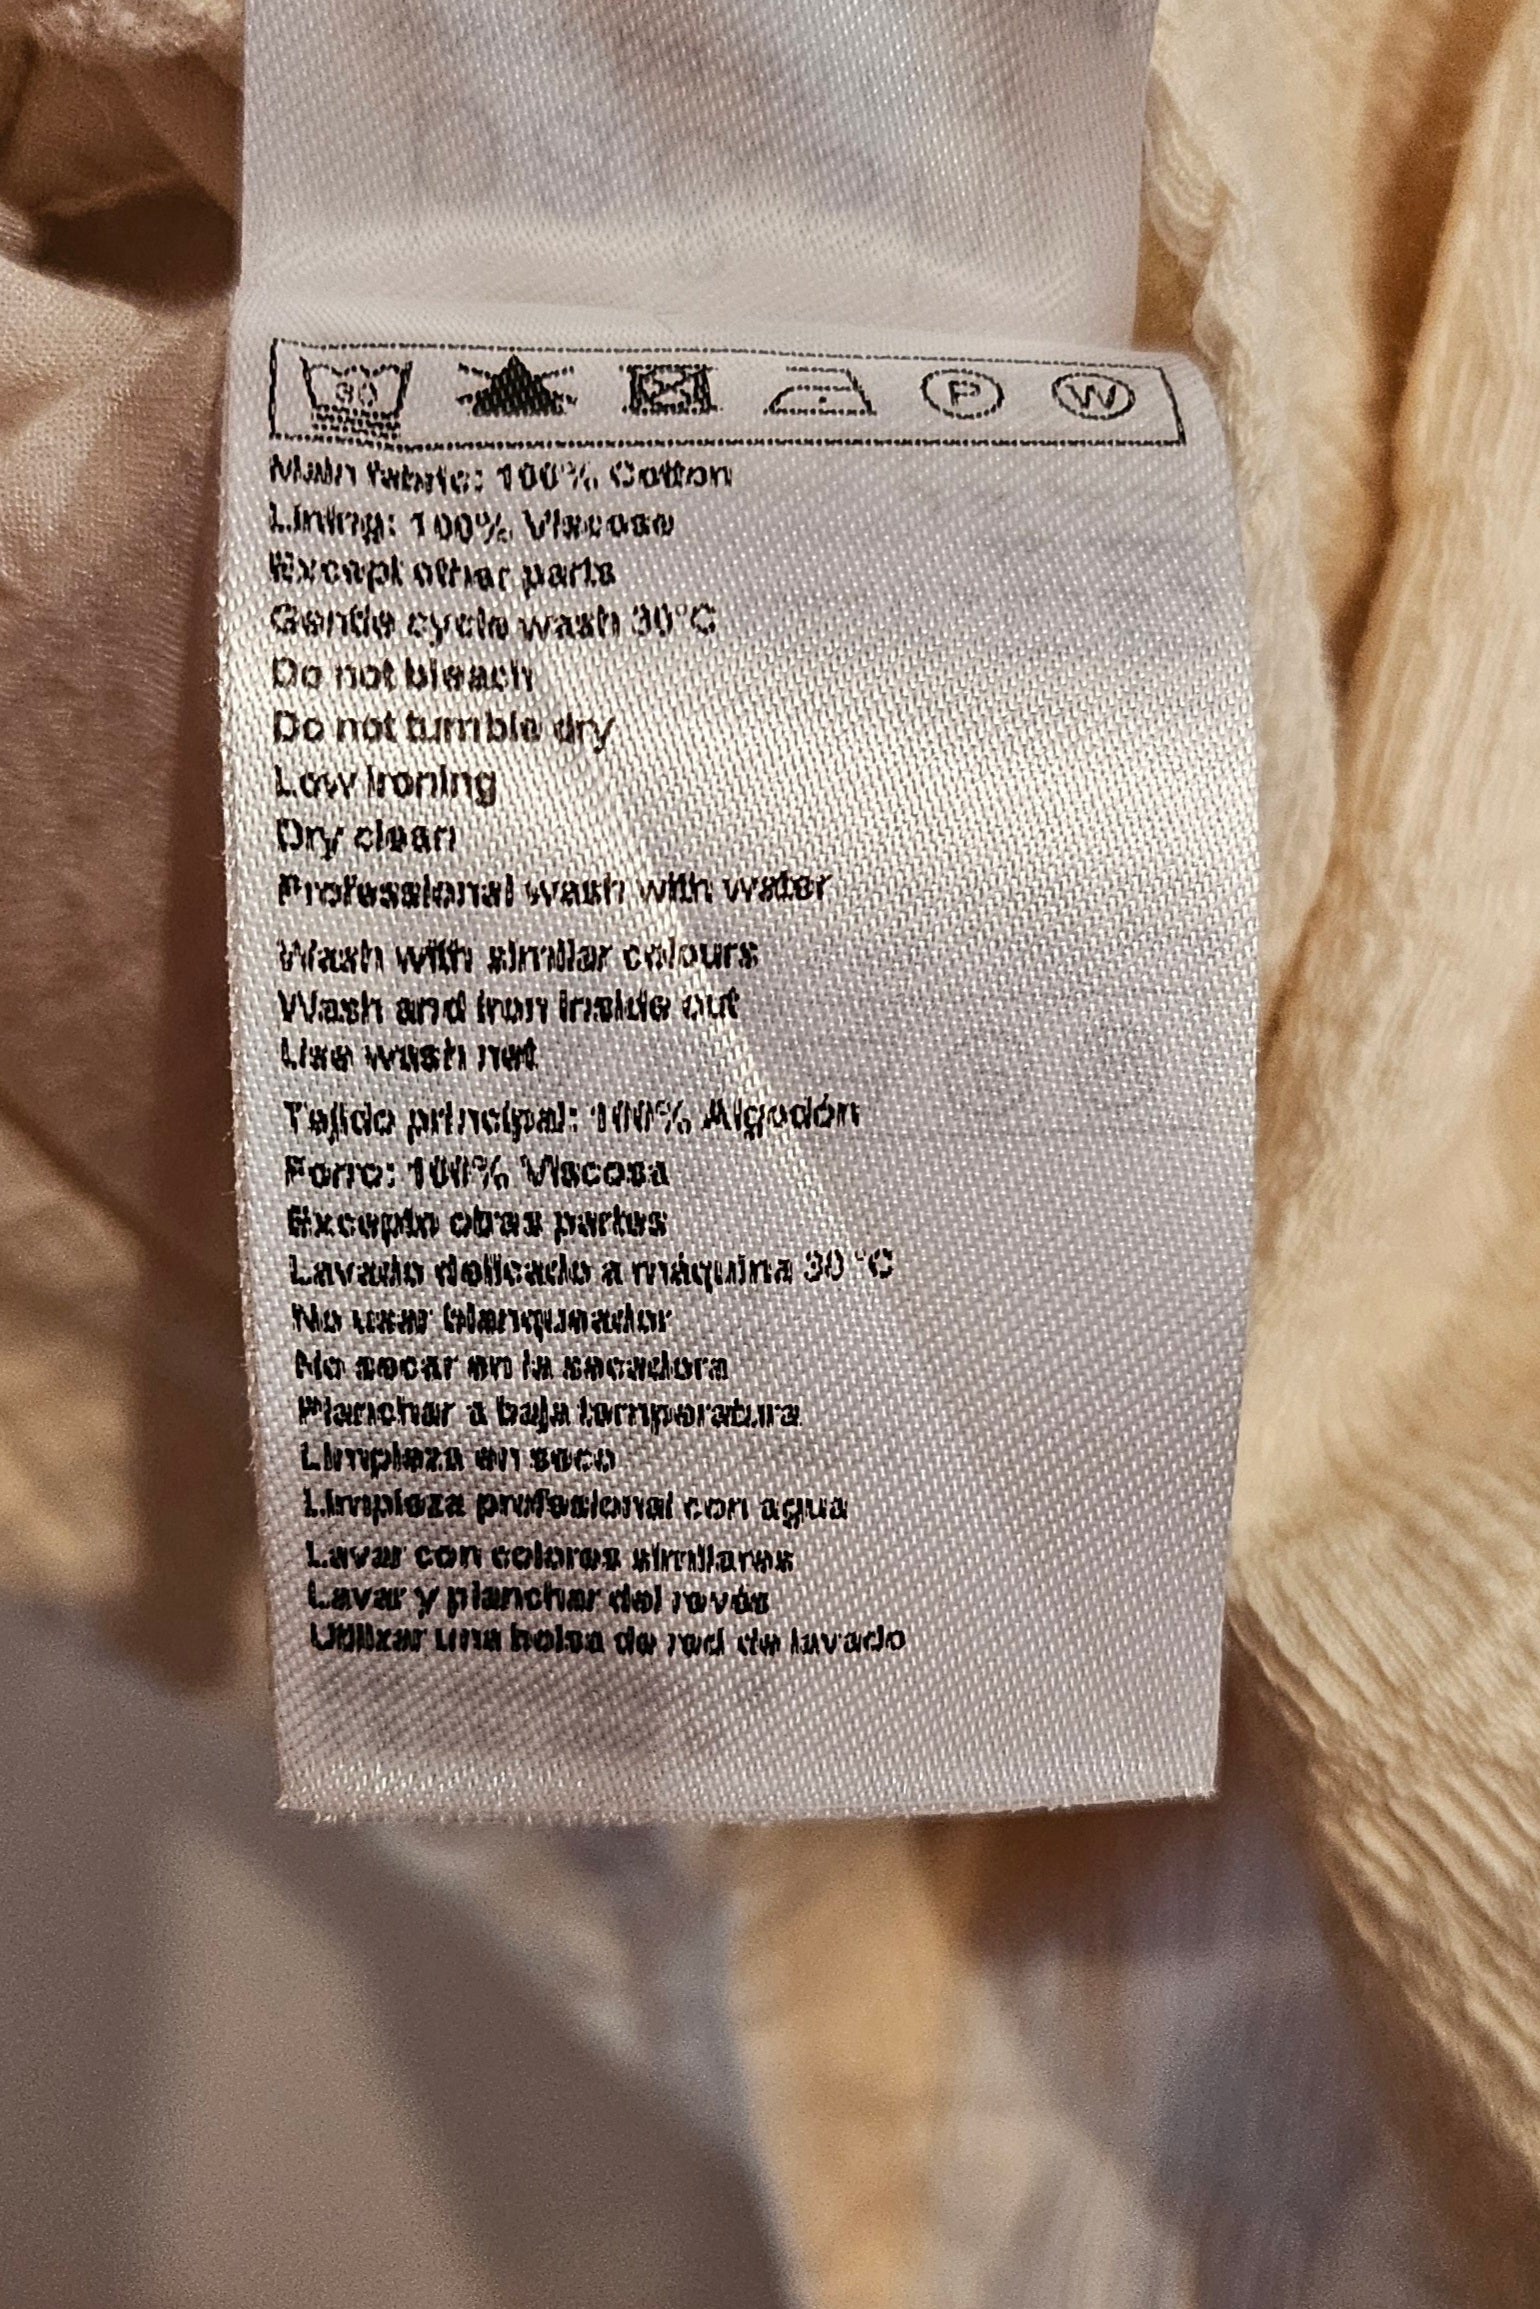 30 P W
Main fabric: 100% Cotton
Lining: 100% Viscose
Except other parts
Gentle cycle wash 30°C
Do not bleach
Do not tumble dry
Low ironing
Dry clean
Professional wash with water
Wash with similar colours
Wash and iron inside out
Use wash net
Tejido principal: 100% Algodón
Forro: 100% Viscosa
Excepto otras partes
Lavado delicado a máquina 30 °C
No usar blanqueador
No secar en la secadora
Planchar a baja temperatura
Limpieza en seco
Limpieza profesional con agua
Lavar con colores similares
Lavar y planchar del revés
Utilizar una bolsa de red de lavado